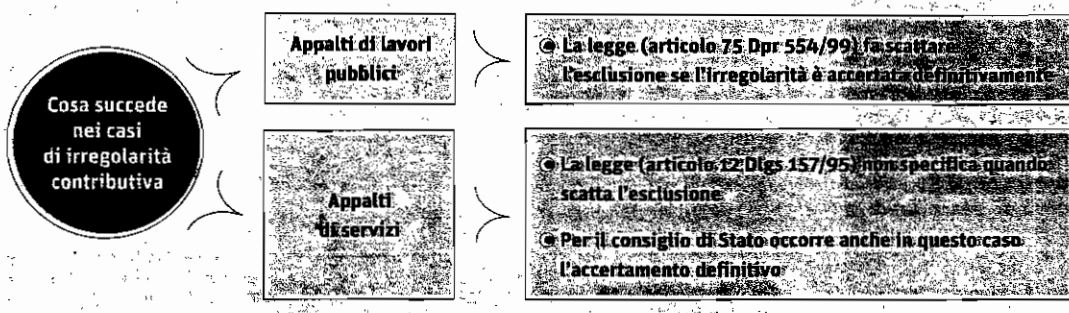 Cosa succede
nei casi
di irregolarità
contributiva
Appalti di lavori
pubblici
La legge (articolo 75 Dpr 554/99) fa scattare
l'esclusione se l'irregolarità è accertata definitivamente
Appalti
di servizi
La legge (articolo 12 Dlgs 157/95) non specifica quando
scatta l'esclusione
Per il consiglio di Stato occorre anche in questo caso
l'accertamento definitivo